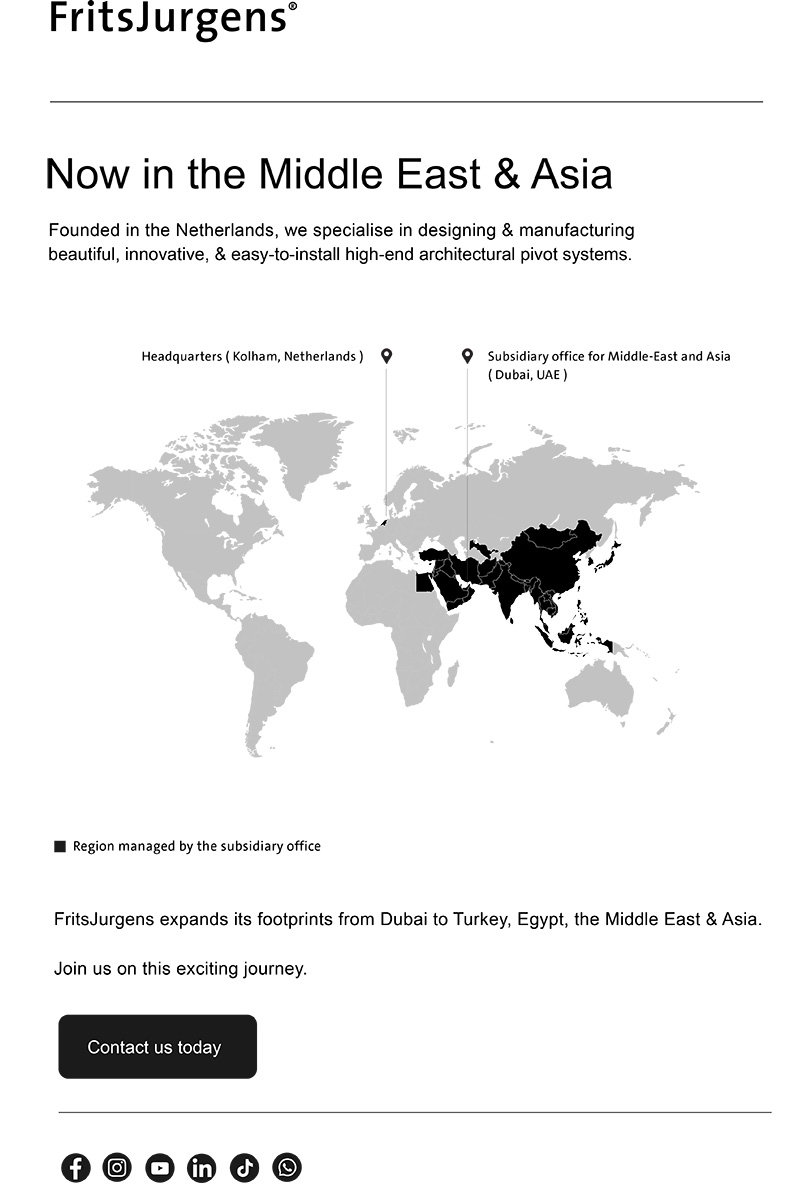 FritsJurgens®
Now in the Middle East & Asia
Founded in the Netherlands, we specialise in designing & manufacturing
beautiful, innovative, & easy-to-install high-end architectural pivot systems.
Headquarters ( Kolham, Netherlands )
Subsidiary office for Middle-East and Asia
( Dubai, UAE )
Region managed by the subsidiary office
FritsJurgens expands its footprints from Dubai to Turkey, Egypt, the Middle East & Asia.
Join us on this exciting journey.
Contact us today